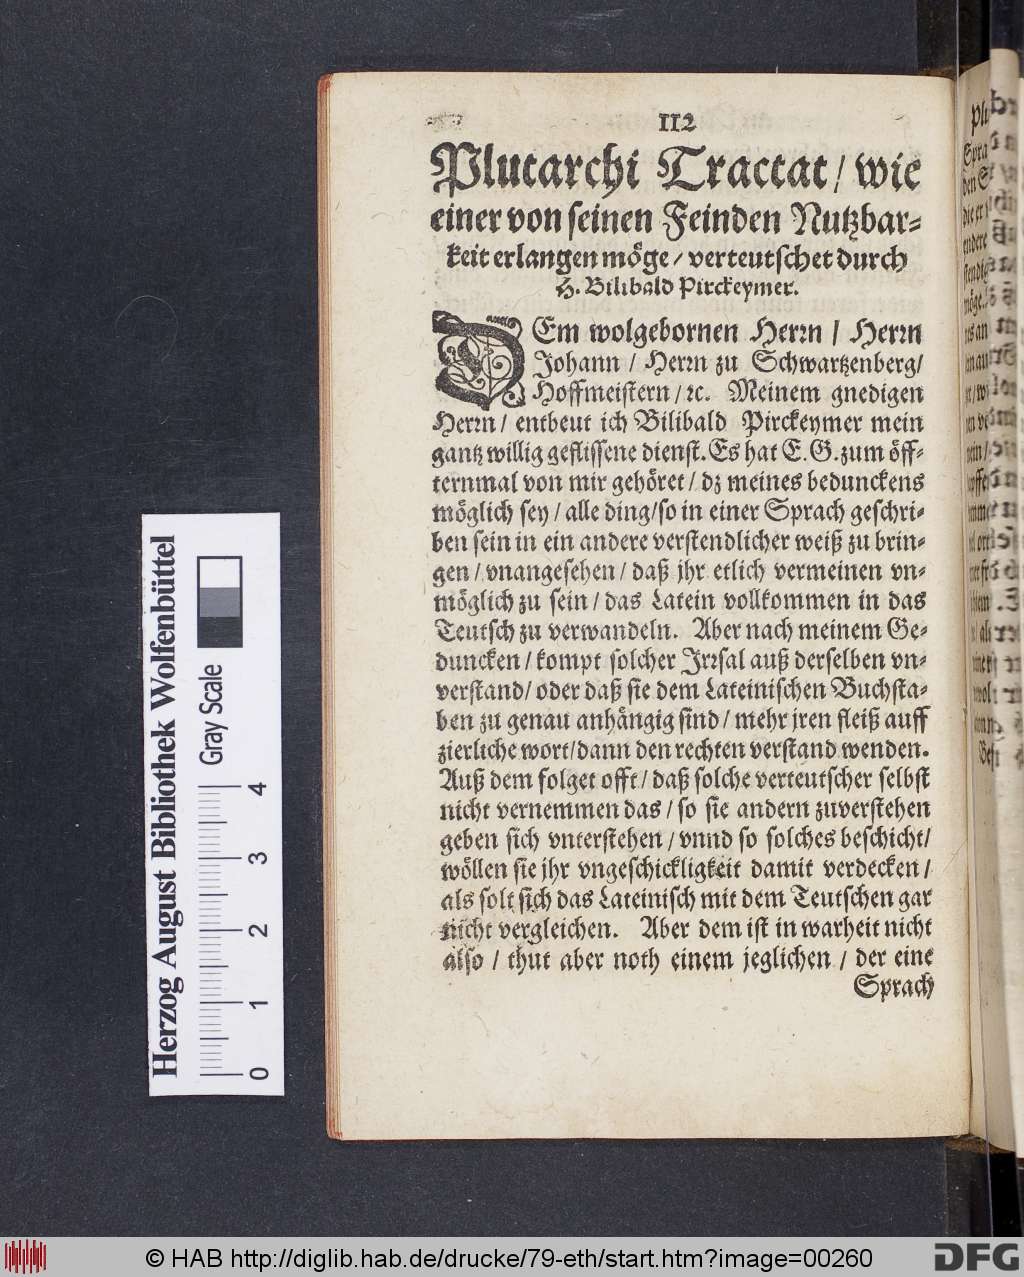 112
Plutarchi Tractat / wie
einer von seinen Feinden Nutzbar⸗
keit erlangen möge / verteutschet durch
H. Bilibald Pirckeymer.
DEm wolgebornen Herrn / Herrn
Johann / Herrn zu Schwartzenberg/
Hoffmeistern / ꝛc. Meinem gnedigen
Herrn / entbeut ich Bilibald Pirckeymer mein
gantz willig geflissene dienst. Es hat E. G. zum öff⸗
ternmal von mir gehöret / dz meines bedunckens
möglich sey / alle ding/so in einer Sprach geschri⸗
ben sein in ein andere verstendlicher weiß zu brin⸗
gen / vnangesehen / daß jhr etlich vermeinen vn⸗
möglich zu sein / das Latein vollkommen in das
Teutsch zu verwandeln. Aber nach meinem Ge⸗
duncken / kompt solcher Jrrsal auß derselben vn⸗
verstand/ oder daß sie dem Lateinischen Buchsta⸗
ben zu genau anhängig sind / mehr jren fleiß auff
zierliche wort/dann den rechten verstand wenden.
Auß dem folget offt / daß solche verteutscher selbst
nicht vernemmen das / so sie andern zuverstehen
geben sich vnterstehen / vnnd so solches beschicht/
wöllen sie jhr vngeschickligkeit damit verdecken /
als solt sich das Lateinisch mit dem Teutschen gar
nicht vergleichen. Aber dem ist in warheit nicht
also / thut aber noth einem jeglichen / der eine
Sprach
Herzog August Bibliothek Wolfenbüttel
Gray Scale
0 1 2 3 4
© HAB http://diglib.hab.de/drucke/79-eth/start.htm?image=00260
DFG